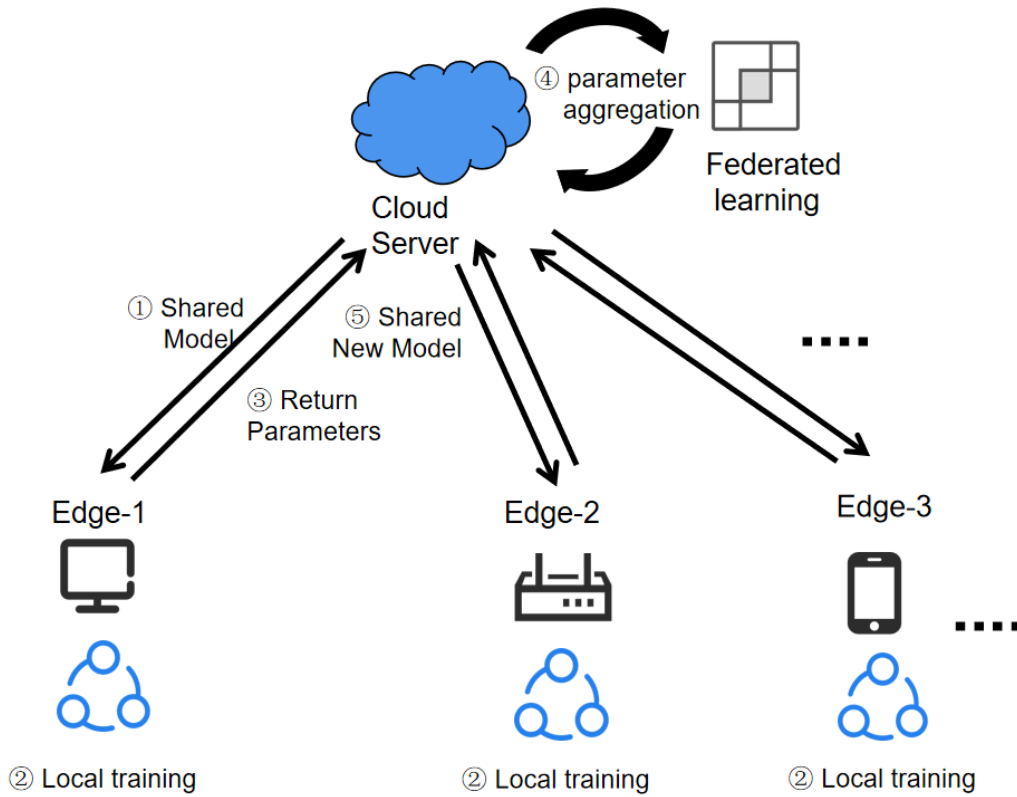 ④ parameter
aggregation
Federated
learning
Cloud
Server
① Shared
Model
⑤ Shared
New Model
③ Return
Parameters
Edge-1
Edge-2
Edge-3
② Local training
② Local training
② Local training